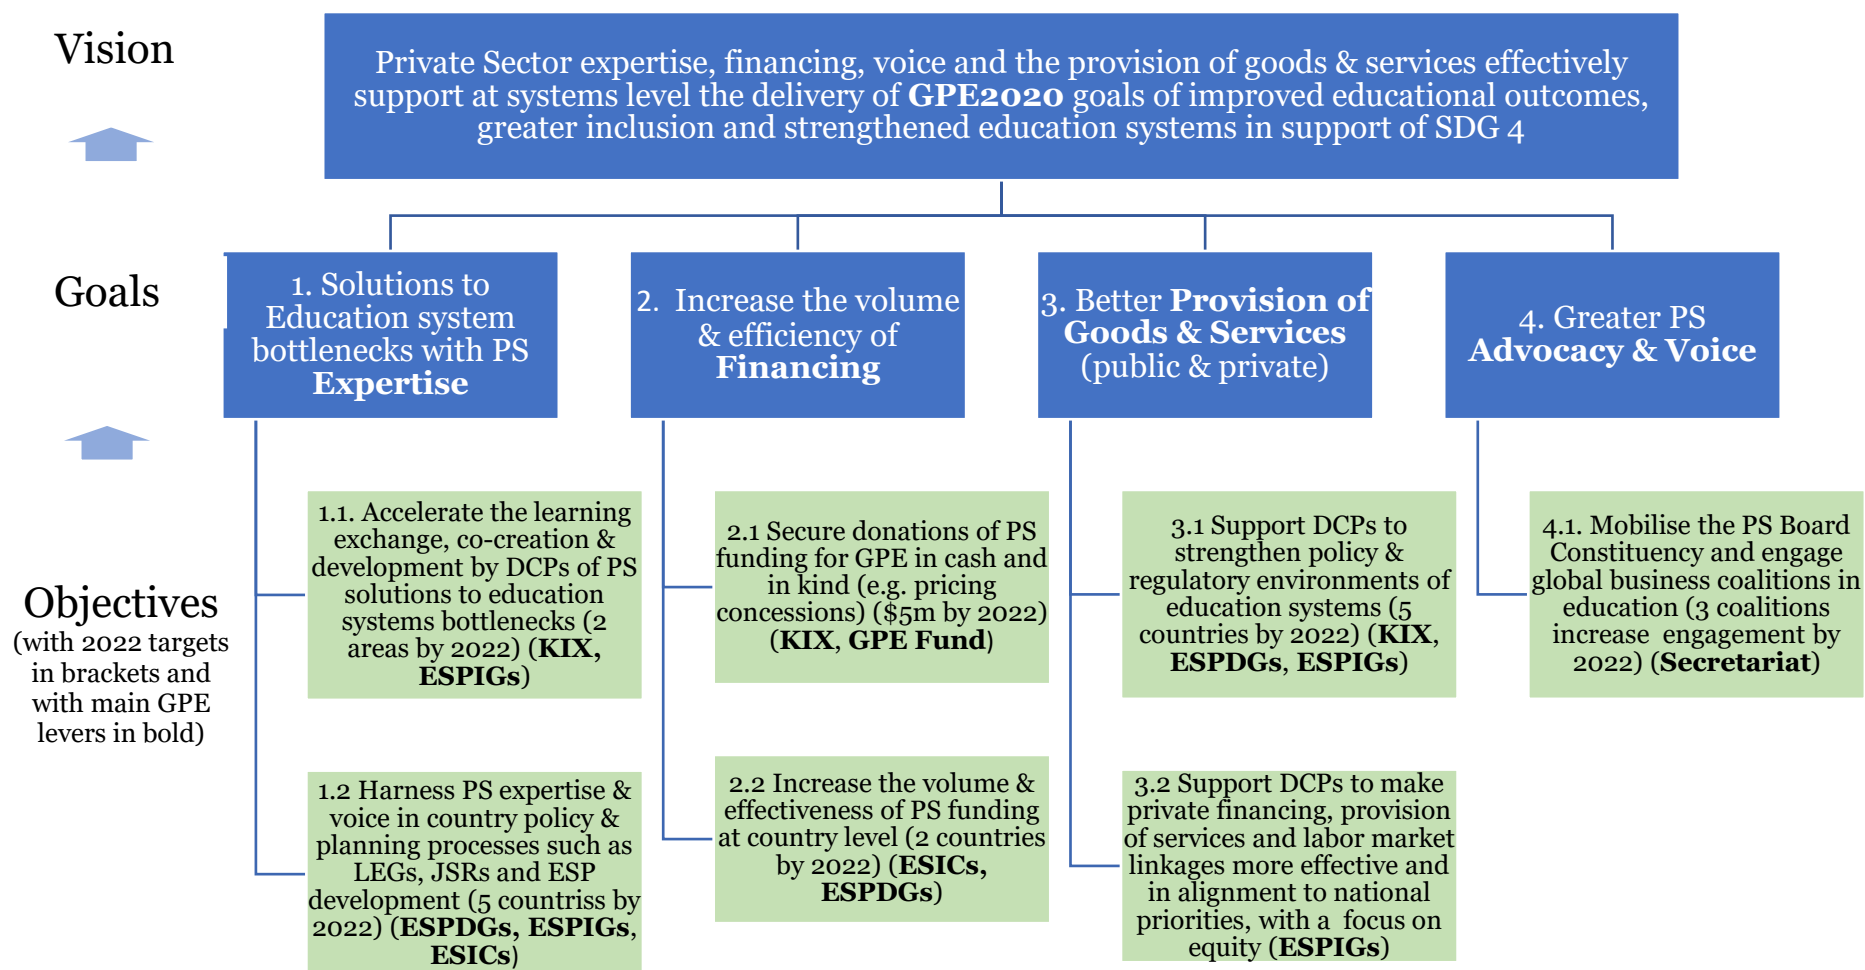 Vision
Private Sector expertise, financing, voice and the provision of goods & services effectively
support at systems level the delivery of GPE2020 goals of improved educational outcomes,
greater inclusion and strengthened education systems in support of SDG 4
Goals
1. Solutions to
Education system
bottlenecks with PS
Expertise
2. Increase the volume
& efficiency of
Financing
3. Better Provision of
Goods & Services
(public & private)
4. Greater PS
Advocacy & Voice
Objectives
(with 2022 targets
in brackets and
with main GPE
levers in bold)
1.1. Accelerate the learning
exchange, co-creation &
development by DCPs of PS
solutions to education
systems bottlenecks (2
areas by 2022) (KIX,
ESPIGs)
2.1 Secure donations of PS
funding for GPE in cash and
in kind (e.g. pricing
concessions) ($5m by 2022)
(KIX, GPE Fund)
3.1 Support DCPs to
strengthen policy &
regulatory environments of
education systems (5
countries by 2022) (KIX,
ESPDGs, ESPIGs)
4.1. Mobilise the PS Board
Constituency and engage
global business coalitions in
education (3 coalitions
increase engagement by
2022) (Secretariat)
1.2 Harness PS expertise &
voice in country policy &
planning processes such as
LEGs, JSRs and ESP
development (5 countriss by
2022) (ESPDGs, ESPIGs,
ESICs)
2.2 Increase the volume &
effectiveness of PS funding
at country level (2 countries
by 2022) (ESICs,
ESPDGs)
3.2 Support DCPs to make
private financing, provision
of services and labor market
linkages more effective and
in alignment to national
priorities, with a focus on
equity (ESPIGs)